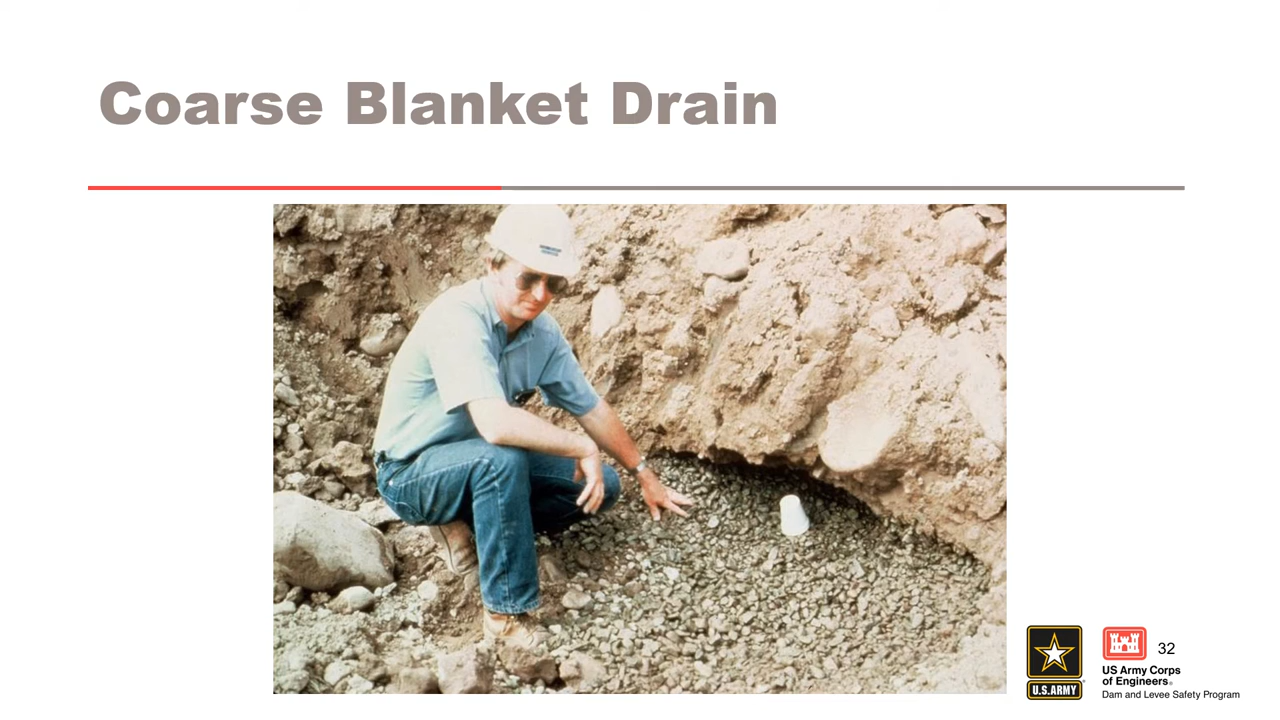 Coarse Blanket Drain
32
U.S.ARMY
US Army Corps
of Engineers®
Dam and Levee Safety Program